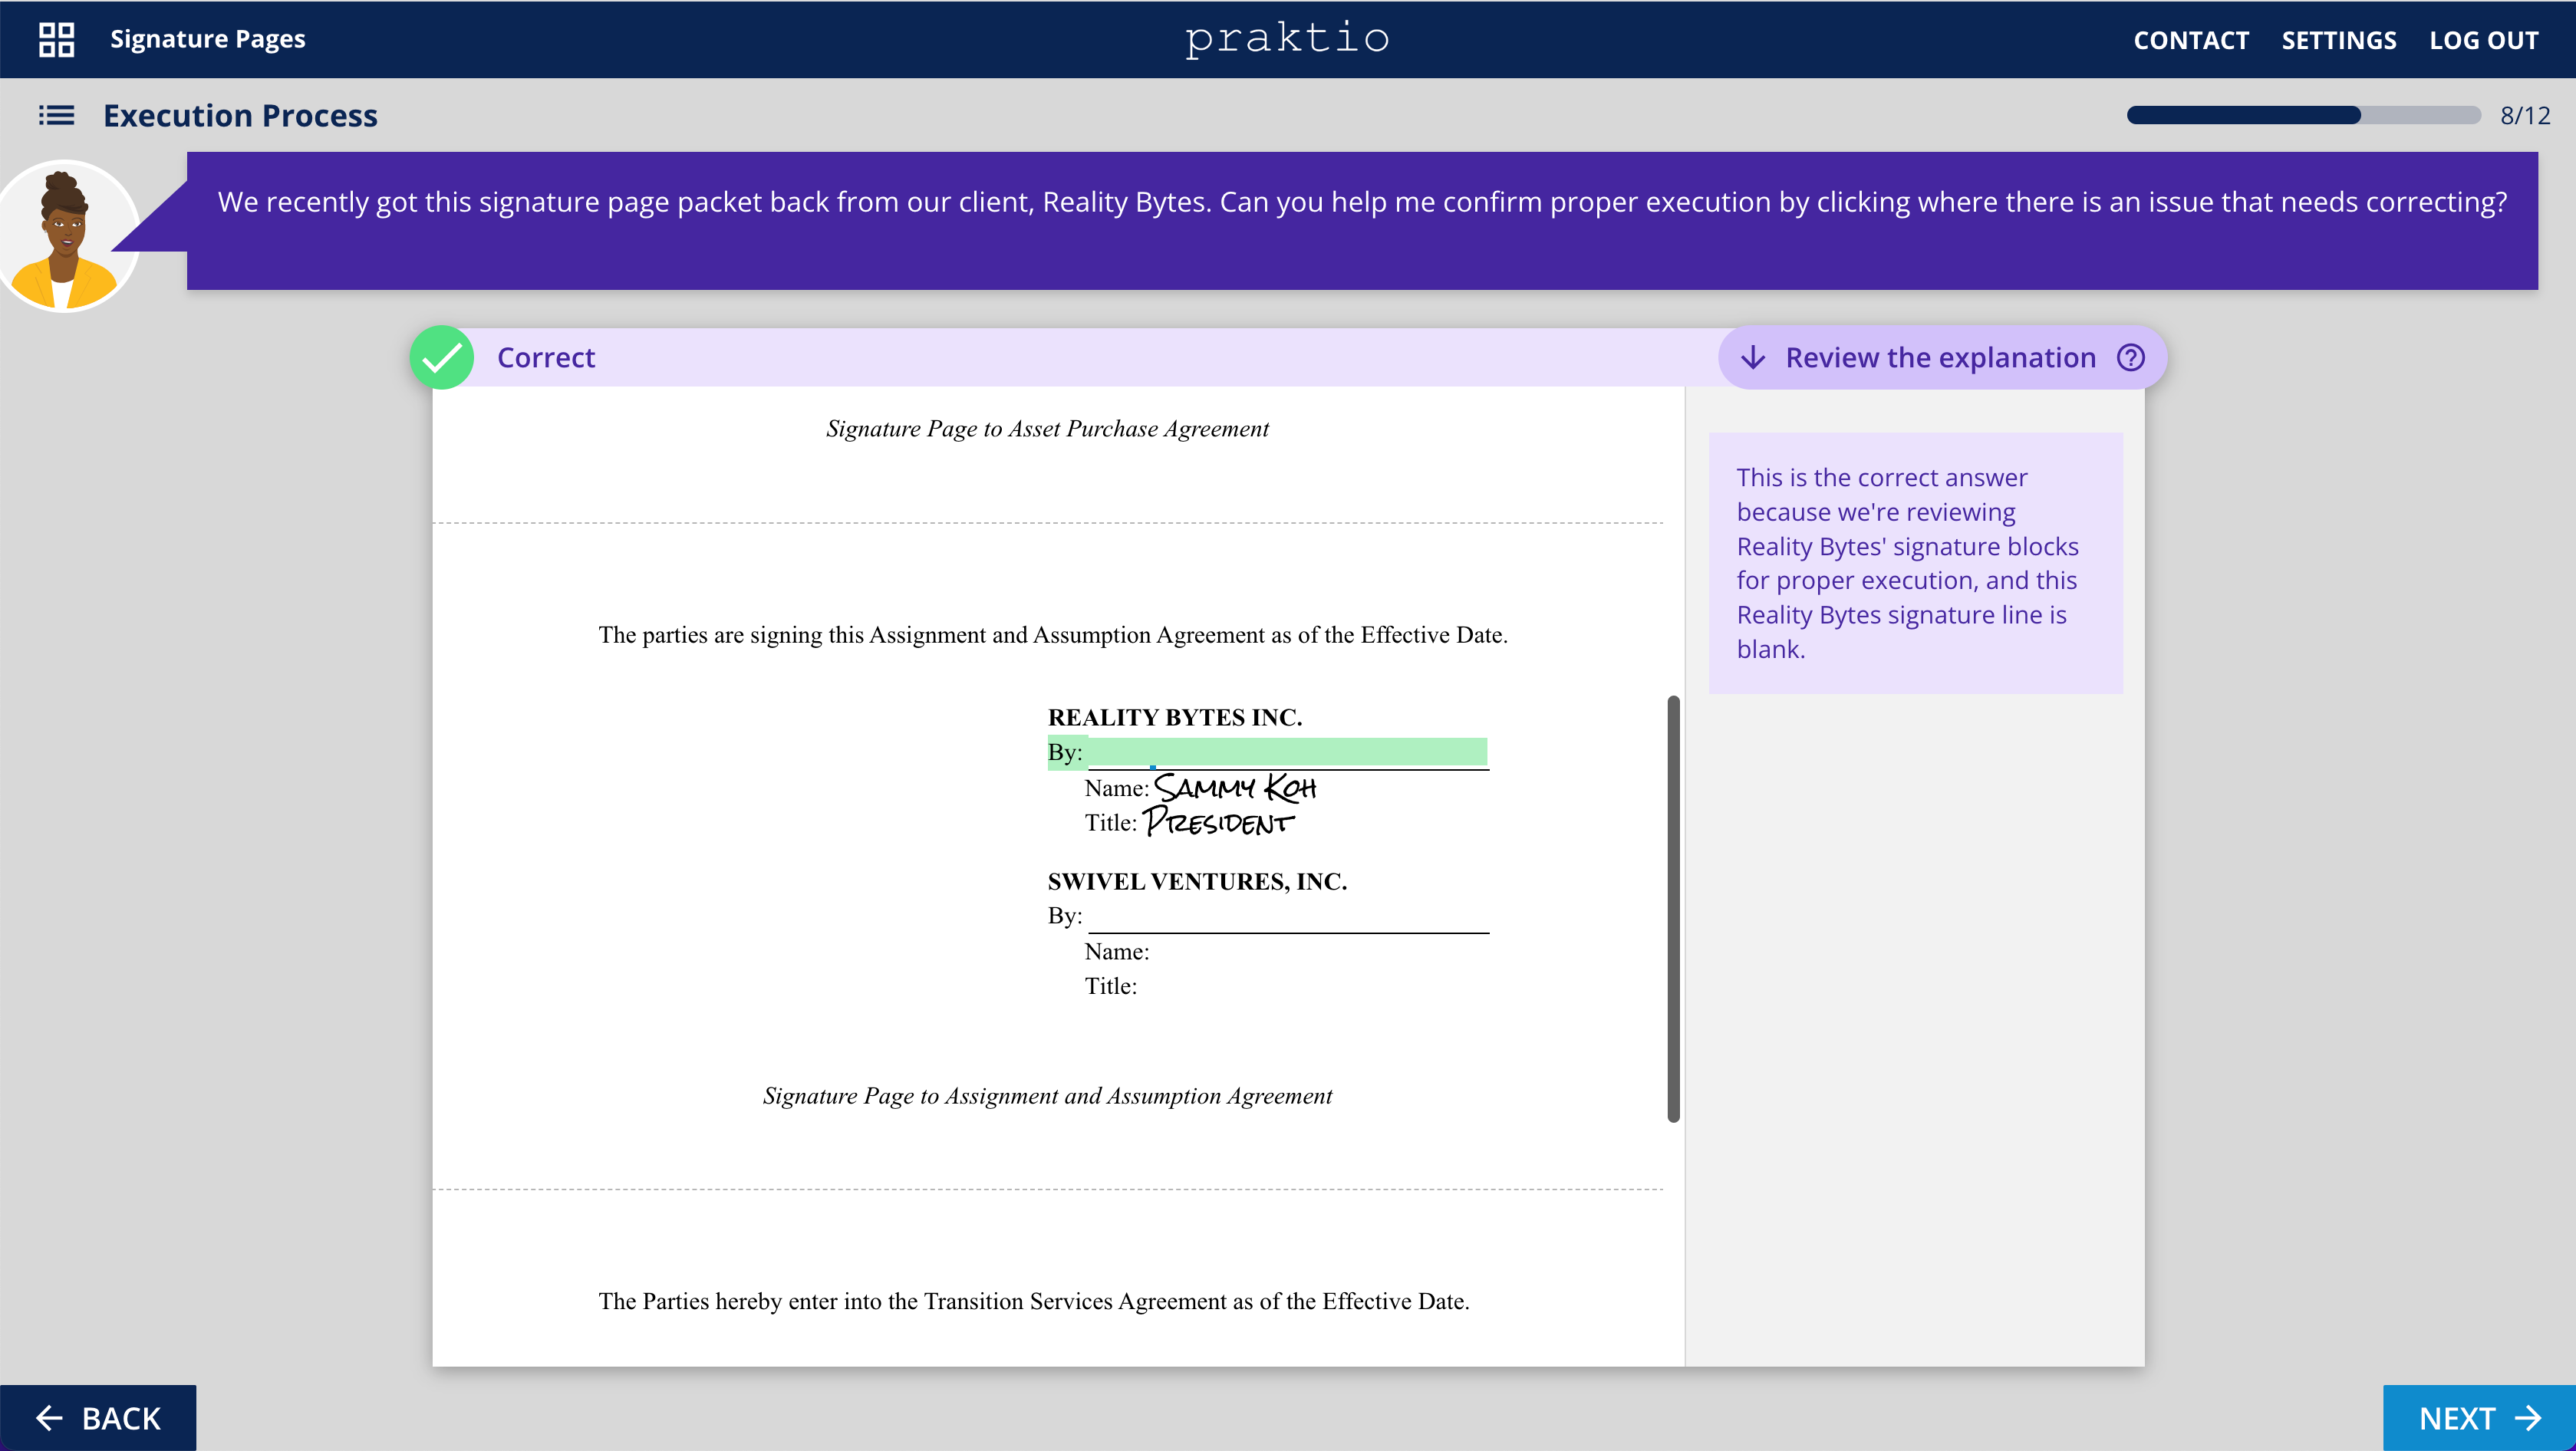 Signature Pages
praktio
CONTACT SETTINGS LOG OUT
Execution Process
8/12
We recently got this signature page packet back from our client, Reality Bytes. Can you help me confirm proper execution by clicking where there is an issue that needs correcting?
Correct
Review the explanation
Signature Page to Asset Purchase Agreement
This is the correct answer
because we're reviewing
Reality Bytes' signature blocks
for proper execution, and this
Reality Bytes signature line is
blank.
The parties are signing this Assignment and Assumption Agreement as of the Effective Date.
REALITY BYTES INC.
By:
Name: SAMMY KOH
Title: PRESIDENT
SWIVEL VENTURES, INC.
By:
Name:
Title:
Signature Page to Assignment and Assumption Agreement
The Parties hereby enter into the Transition Services Agreement as of the Effective Date.
BACK
NEXT